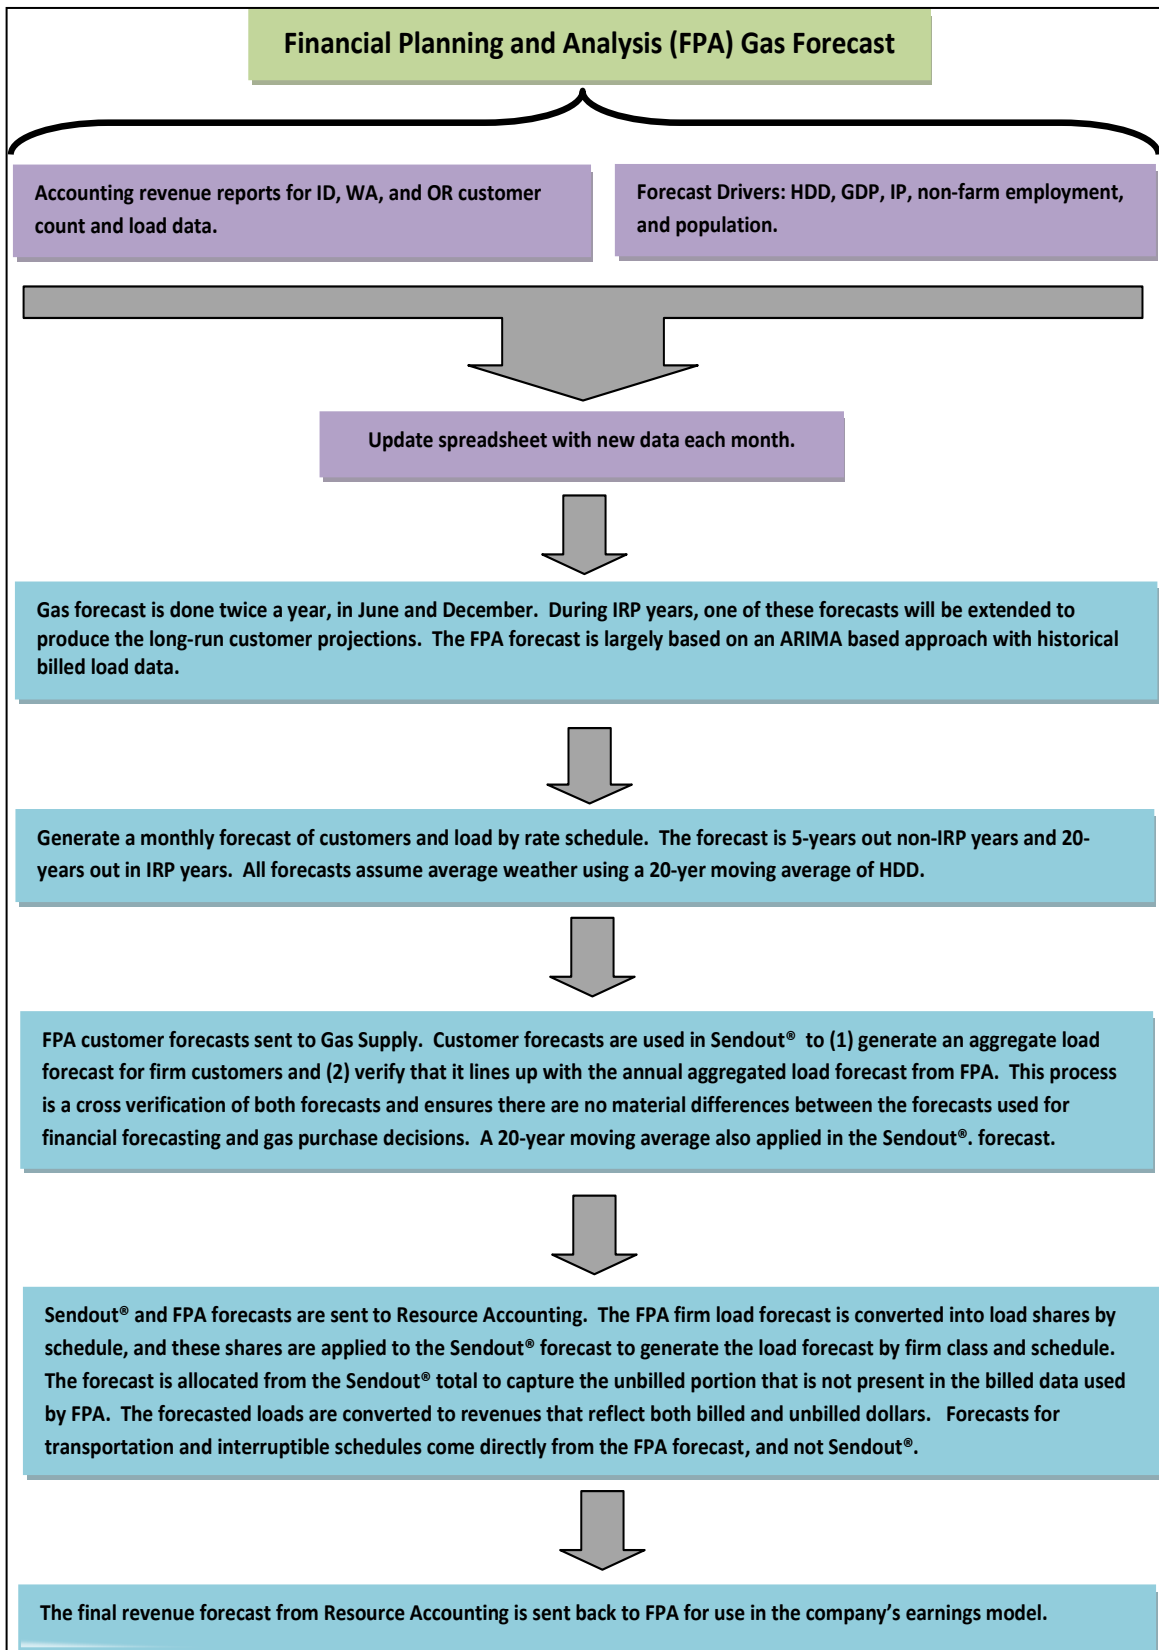 Financial Planning and Analysis (FPA) Gas Forecast
Accounting revenue reports for ID, WA, and OR customer
count and load data.
Forecast Drivers: HDD, GDP, IP, non-farm employment,
and population.
Update spreadsheet with new data each month.
Gas forecast is done twice a year, in June and December.  During IRP years, one of these forecasts will be extended to
produce the long-run customer projections.  The FPA forecast is largely based on an ARIMA based approach with historical
billed load data.
Generate a monthly forecast of customers and load by rate schedule.  The forecast is 5-years out non-IRP years and 20-
years out in IRP years.  All forecasts assume average weather using a 20-yer moving average of HDD.
FPA customer forecasts sent to Gas Supply.  Customer forecasts are used in Sendout®  to (1) generate an aggregate load
forecast for firm customers and (2) verify that it lines up with the annual aggregated load forecast from FPA.  This process
is a cross verification of both forecasts and ensures there are no material differences between the forecasts used for
financial forecasting and gas purchase decisions.  A 20-year moving average also applied in the Sendout®. forecast.
Sendout® and FPA forecasts are sent to Resource Accounting.  The FPA firm load forecast is converted into load shares by
schedule, and these shares are applied to the Sendout® forecast to generate the load forecast by firm class and schedule.
The forecast is allocated from the Sendout® total to capture the unbilled portion that is not present in the billed data used
by FPA.  The forecasted loads are converted to revenues that reflect both billed and unbilled dollars.   Forecasts for
transportation and interruptible schedules come directly from the FPA forecast, and not Sendout®.
The final revenue forecast from Resource Accounting is sent back to FPA for use in the company's earnings model.